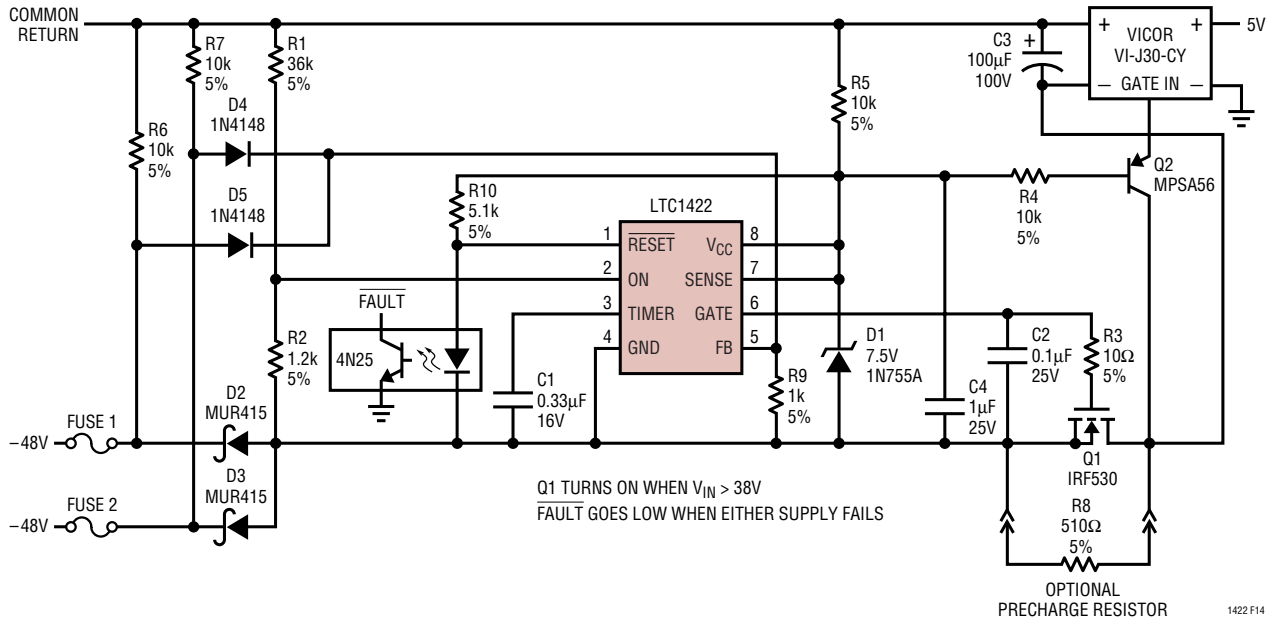 COMMON
RETURN
R7
10k
5%
R1
36k
5%
C3
100µF
100V
+
+
VICOR
VI-J30-CY
+
5V
–
GATE IN
–
R5
10k
5%
R6
10k
5%
D4
1N4148
D5
1N4148
R10
5.1k
5%
LTC1422
R4
10k
5%
Q2
MPSA56
1
RESET
VCC
8
2
ON
SENSE
7
3
TIMER
GATE
6
4
GND
FB
5
FAULT
4N25
R2
1.2k
5%
C1
0.33µF
16V
R9
1k
5%
D1
7.5V
1N755A
C4
1µF
25V
C2
0.1µF
25V
R3
10Ω
5%
Q1
IRF530
–48V
FUSE 1
D2
MUR415
–48V
FUSE 2
D3
MUR415
Q1 TURNS ON WHEN VIN > 38V
FAULT GOES LOW WHEN EITHER SUPPLY FAILS
R8
510Ω
5%
OPTIONAL
PRECHARGE RESISTOR
1422 F14